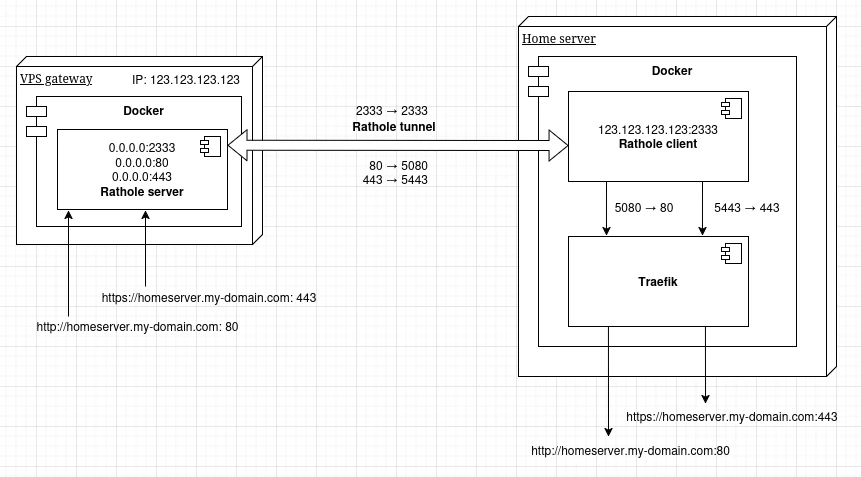 Home server
VPS gateway
IP: 123.123.123.123
Docker
0.0.0.0:2333
0.0.0.0:80
0.0.0.0:443
Rathole server
2333 → 2333
Rathole tunnel
80 → 5080
443 → 5443
Docker
123.123.123.123:2333
Rathole client
5080 → 80
5443 → 443
Traefik
https://homeserver.my-domain.com: 443
http://homeserver.my-domain.com: 80
https://homeserver.my-domain.com:443
http://homeserver.my-domain.com:80